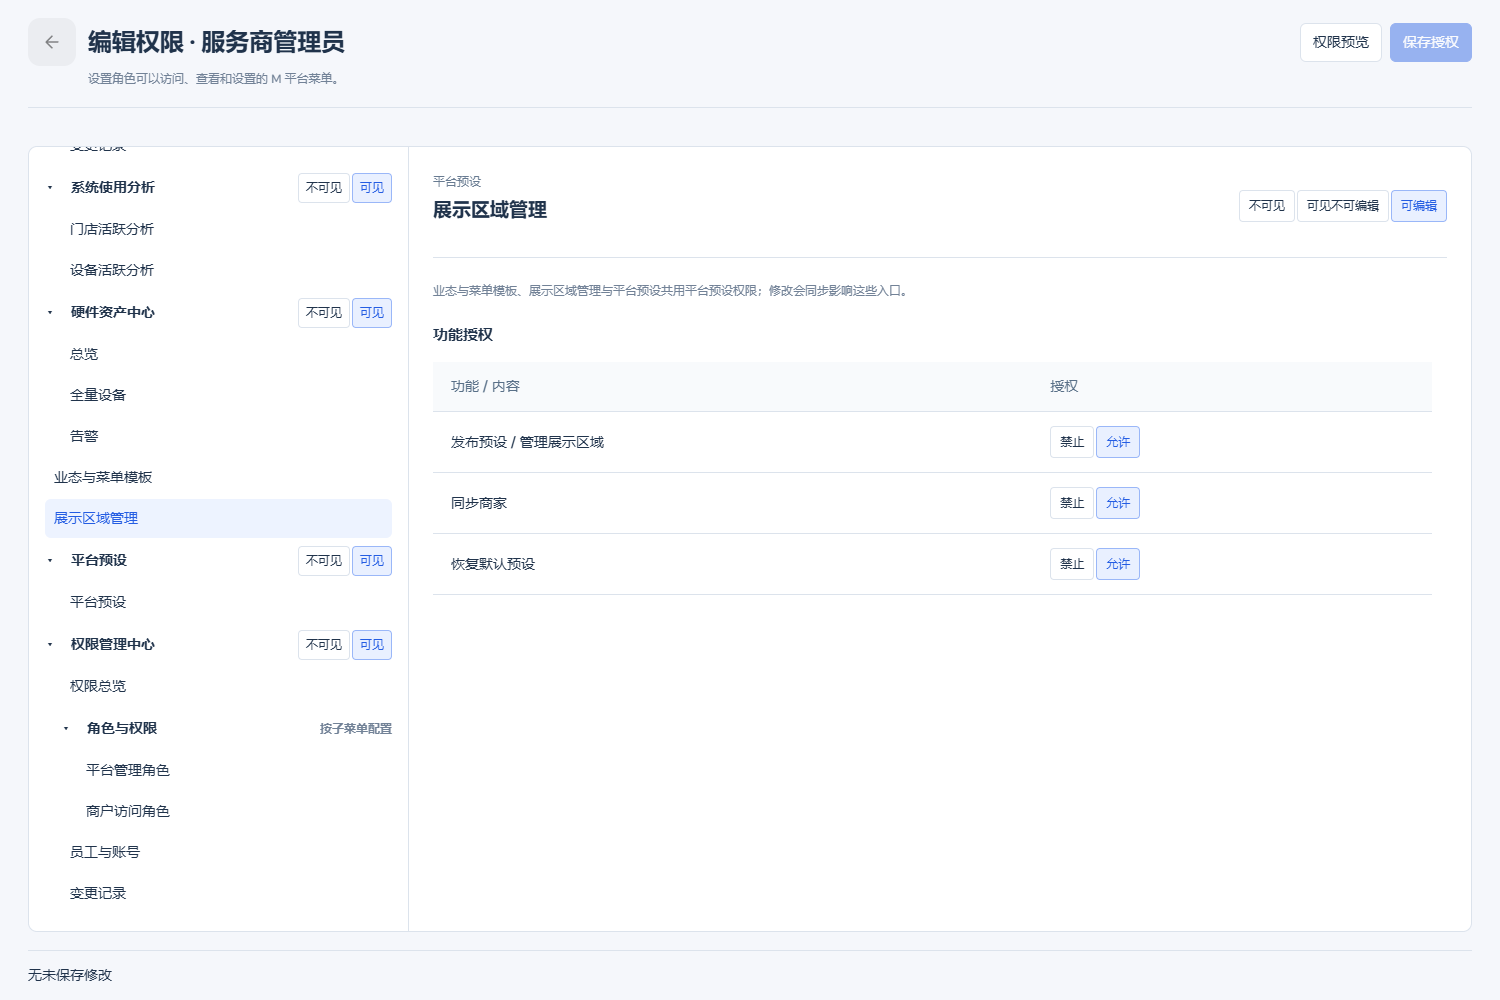 编辑权限 · 服务商管理员
设置角色可以访问、查看和设置的 M 平台菜单。
权限预览
保存授权
变更记录
系统使用分析
不可见
可见
门店活跃分析
设备活跃分析
硬件资产中心
不可见
可见
总览
全量设备
告警
业态与菜单模板
展示区域管理
平台预设
不可见
可见
平台预设
权限管理中心
不可见
可见
权限总览
角色与权限
按子菜单配置
平台管理角色
商户访问角色
员工与账号
变更记录
平台预设
展示区域管理
不可见
可见不可编辑
可编辑
业态与菜单模板、展示区域管理与平台预设共用平台预设权限；修改会同步影响这些入口。
功能授权
功能 / 内容
授权
发布预设 / 管理展示区域
禁止
允许
同步商家
禁止
允许
恢复默认预设
禁止
允许
无未保存修改